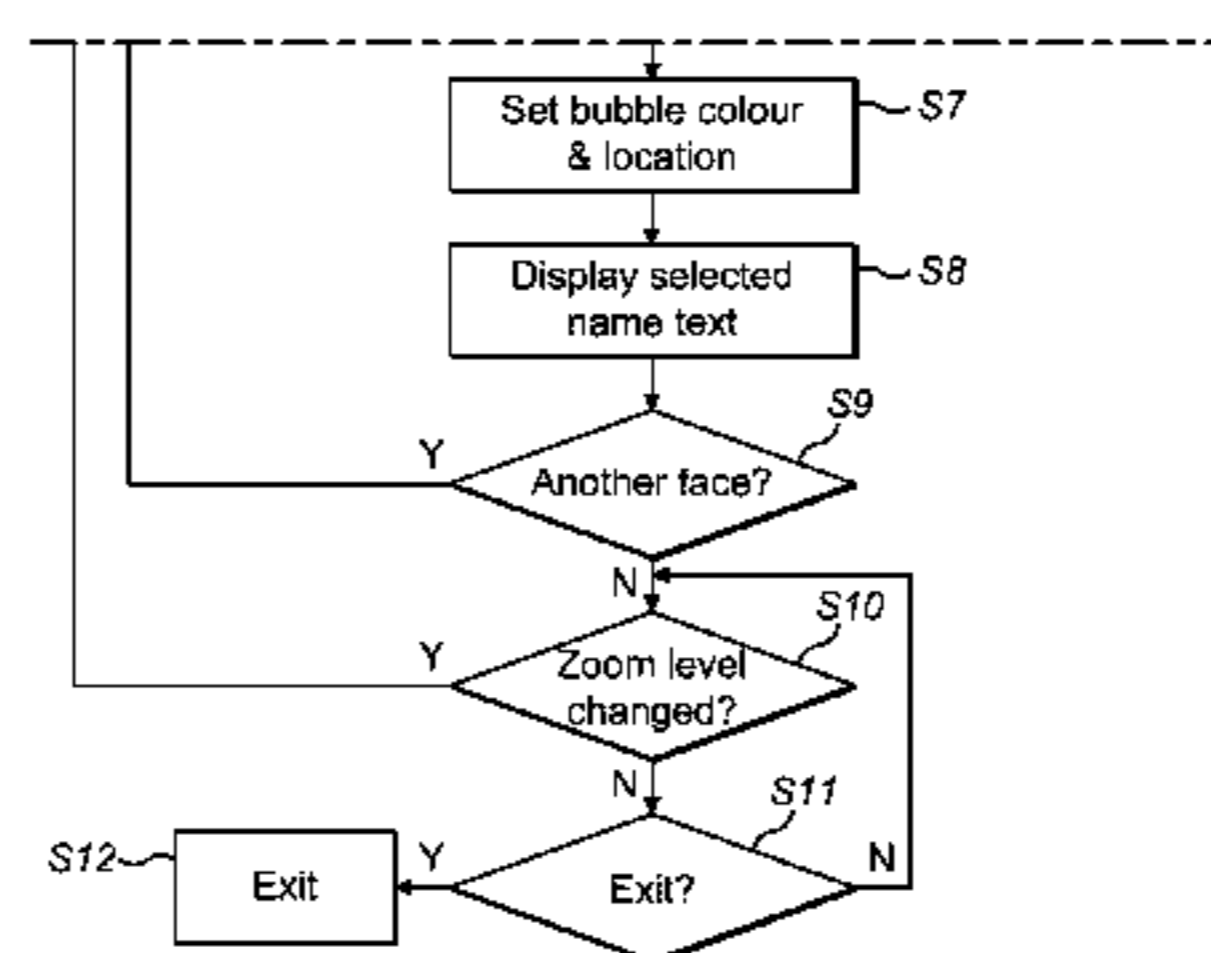 Set bubble colour
& location
S7
Display selected
name text
S8
S9
Y
Another face?
N
S10
Y
Zoom level
changed?
N
S11
S12
Exit
Y
Exit?
N